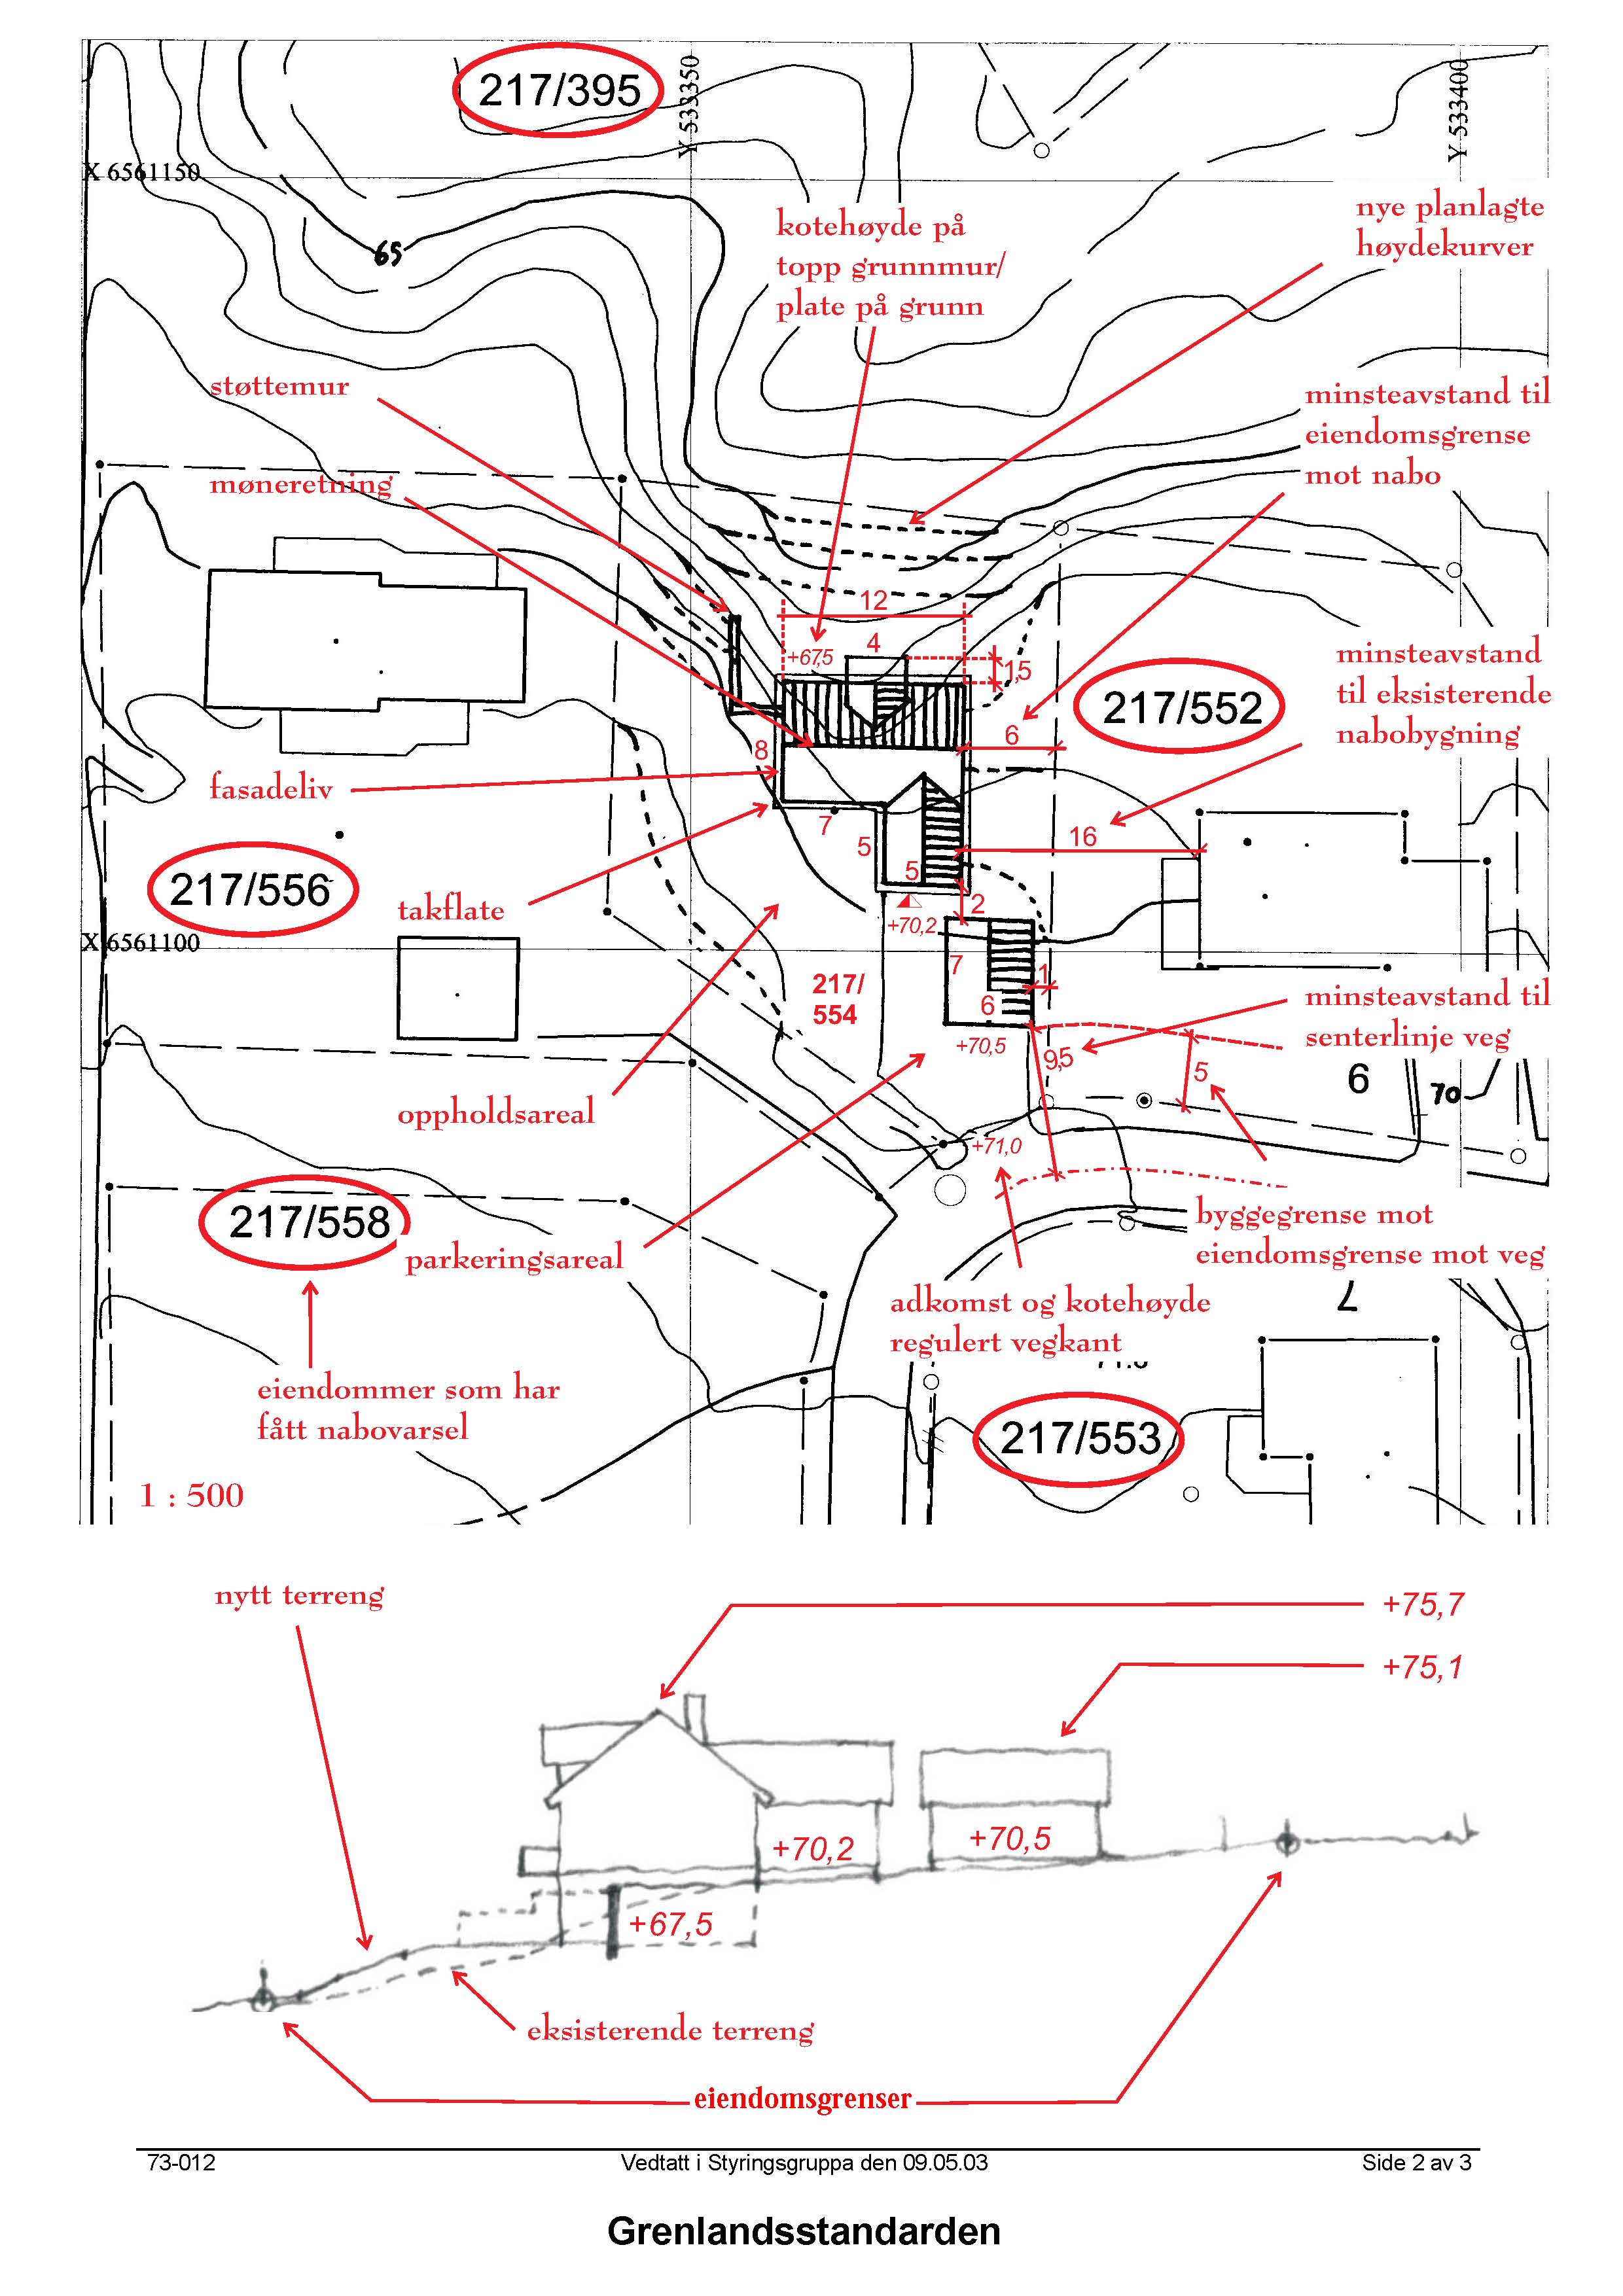 217/395
Y 533350
Y 533400
X 6561150
65
kotehøyde på
topp grunnmur/
plate på grunn
nye planlagte
høydekurver
støttemur
møneretning
minsteavstand til
eiendomsgrense
mot nabo
12
4
+67,5
1,5
217/552
minsteavstand
til eksisterende
nabobygning
6
8
fasadeliv
7
5
5
16
217/556
takflate
2
+70,2
X 6561100
7
1
6
217/
554
+70,5
minsteavstand til
senterlinje veg
9,5
5
6
70
oppholdsareal
+71,0
217/558
parkeringsareal
byggegrense mot
eiendomsgrense mot veg
adkomst og kotehøyde
regulert vegkant
7
eiendommer som har
fått nabovarsel
217/553
1 : 500
nytt terreng
+75,7
+75,1
+70,2
+70,5
+67,5
eksisterende terreng
eiendomsgrenser
73-012
Vedtatt i Styringsgruppa den 09.05.03
Side 2 av 3
Grenlandsstandarden